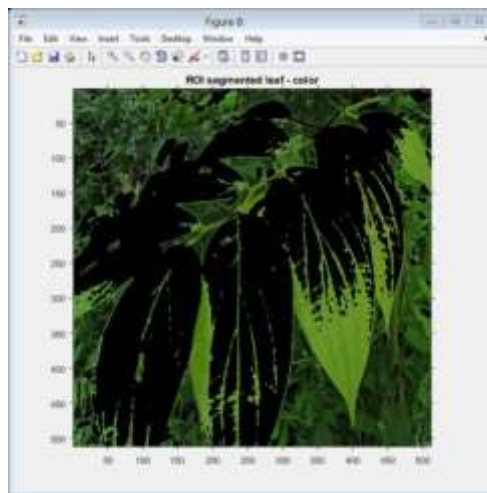 Figure 8
File Edit View Insert Tools Desktop Window Help
ROI segmented leaf - color
50
100
150
200
250
300
350
400
450
500
50 100 150 200 250 300 350 400 450 500